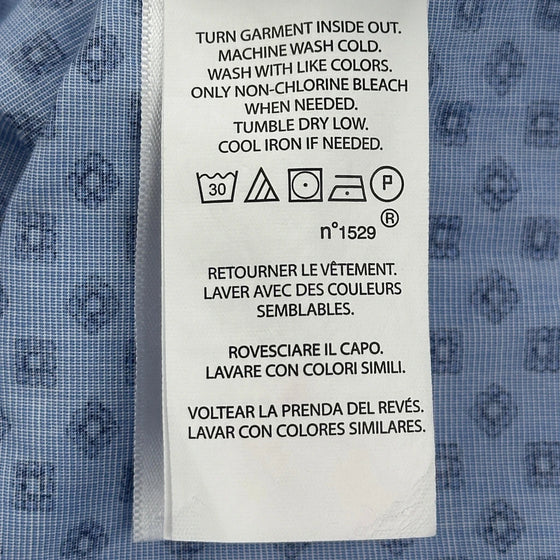 TURN GARMENT INSIDE OUT.
MACHINE WASH COLD.
WASH WITH LIKE COLORS.
ONLY NON-CHLORINE BLEACH
WHEN NEEDED.
TUMBLE DRY LOW.
COOL IRON IF NEEDED.
30 P
n°1529 ®
RETOURNER LE VÊTEMENT.
LAVER AVEC DES COULEURS
SEMBLABLES.
ROVESCIARE IL CAPO.
LAVARE CON COLORI SIMILI.
VOLTEAR LA PRENDA DEL REVÉS.
LAVAR CON COLORES SIMILARES.